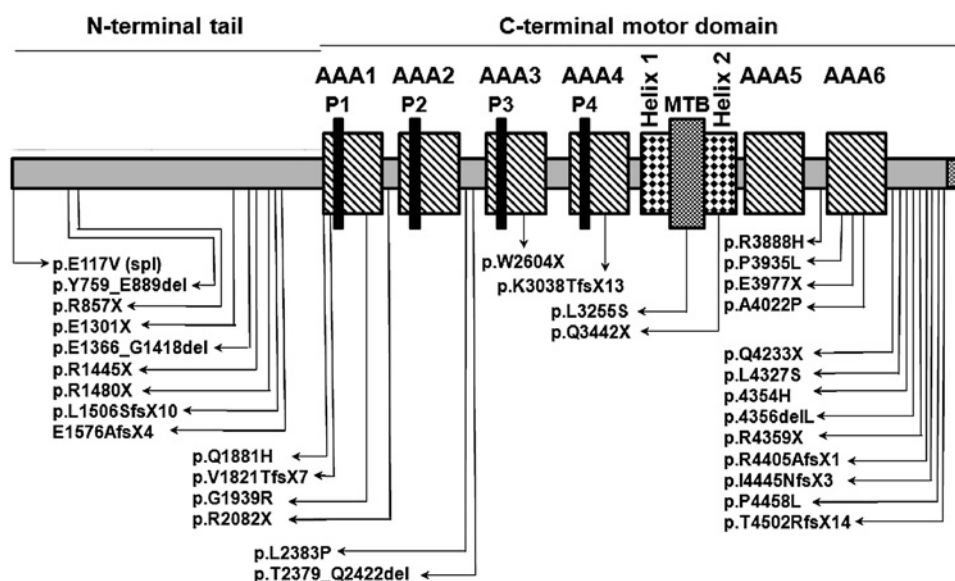 N-terminal tail
C-terminal motor domain
AAA1 AAA2 AAA3 AAA4 Helix 1 Helix 2 AAA5 AAA6
P1 P2 P3 P4 MTB
p.E117V (spl)
p.Y759_E889del
p.R857X
p.E1301X
p.E1366_G1418del
p.R1445X
p.R1480X
p.L1506SfsX10
E1576AfsX4
p.Q1881H
p.V1821TfsX7
p.G1939R
p.R2082X
p.L2383P
p.T2379_Q2422del
p.W2604X
p.K3038TfsX13
p.L3255S
p.Q3442X
p.R3888H
p.P3935L
p.E3977X
p.A4022P
p.Q4233X
p.L4327S
p.4354H
p.4356delL
p.R4359X
p.R4405AfsX1
p.I4445NfsX3
p.P4458L
p.T4502RfsX14